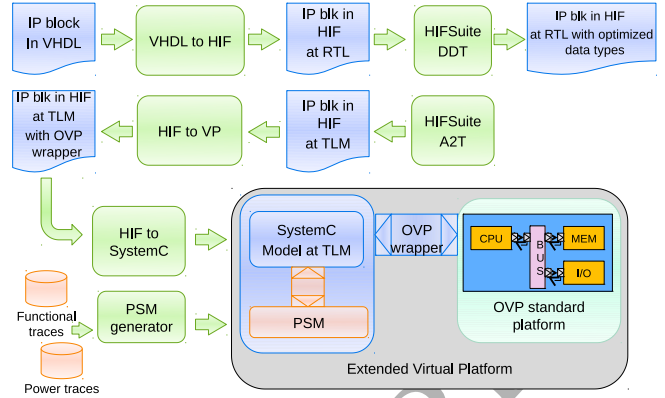 IP block
In VHDL
VHDL to HIF
IP blk in
HIF
at RTL
HIFSuite
DDT
IP blk in HIF
at RTL with optimized
data types
IP blk in HIF
at TLM
with OVP
wrapper
HIF to VP
IP blk in
HIF
at TLM
HIFSuite
A2T
HIF to
SystemC
SystemC
Model at TLM
OVP
wrapper
CPU
BUS
MEM
I/O
OVP standard
platform
Functional
traces
PSM
generator
PSM
Power traces
Extended Virtual Platform